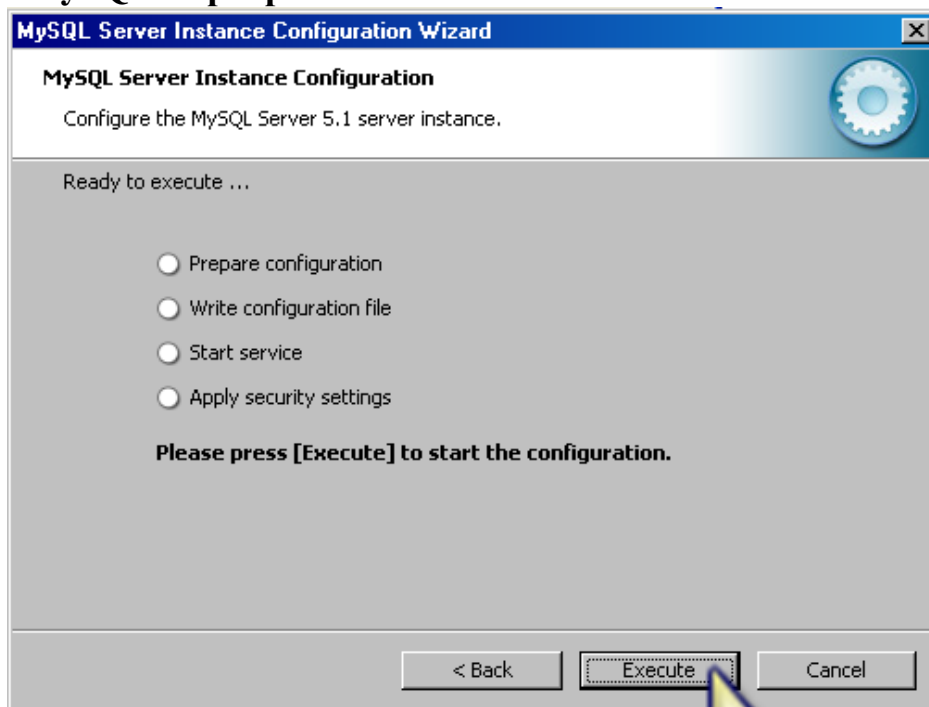 MySQL Server Instance Configuration Wizard
MySQL Server Instance Configuration
Configure the MySQL Server 5.1 server instance.
Ready to execute ...
Prepare configuration
Write configuration file
Start service
Apply security settings
Please press [Execute] to start the configuration.
< Back Execute Cancel